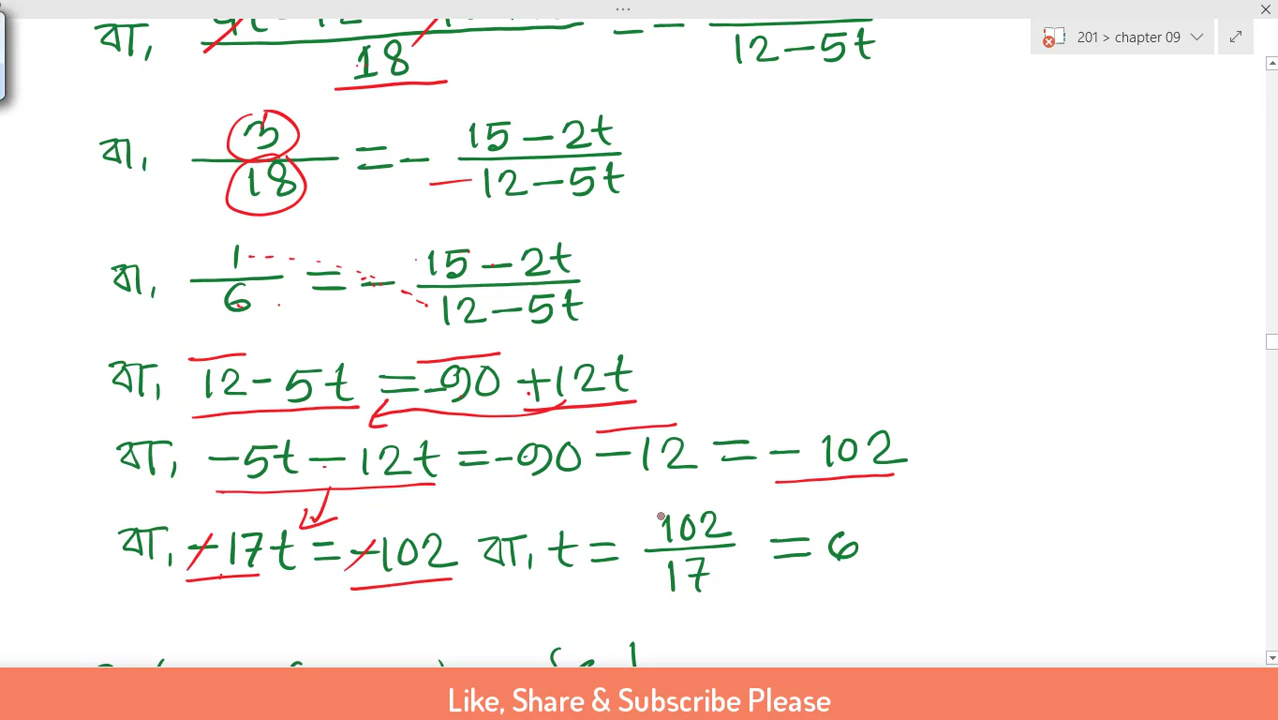 201 > chapter 09
বা, 18 = - 12-5t
বা, 3/18 = - 15-2t/12-5t
বা, 1/6 = - 15-2t/12-5t
বা, 12-5t = -90 +12t
বা, -5t -12t = -90 -12 = -102
বা, -17t = -102 বা, t = 102/17 = 6
Like, Share & Subscribe Please